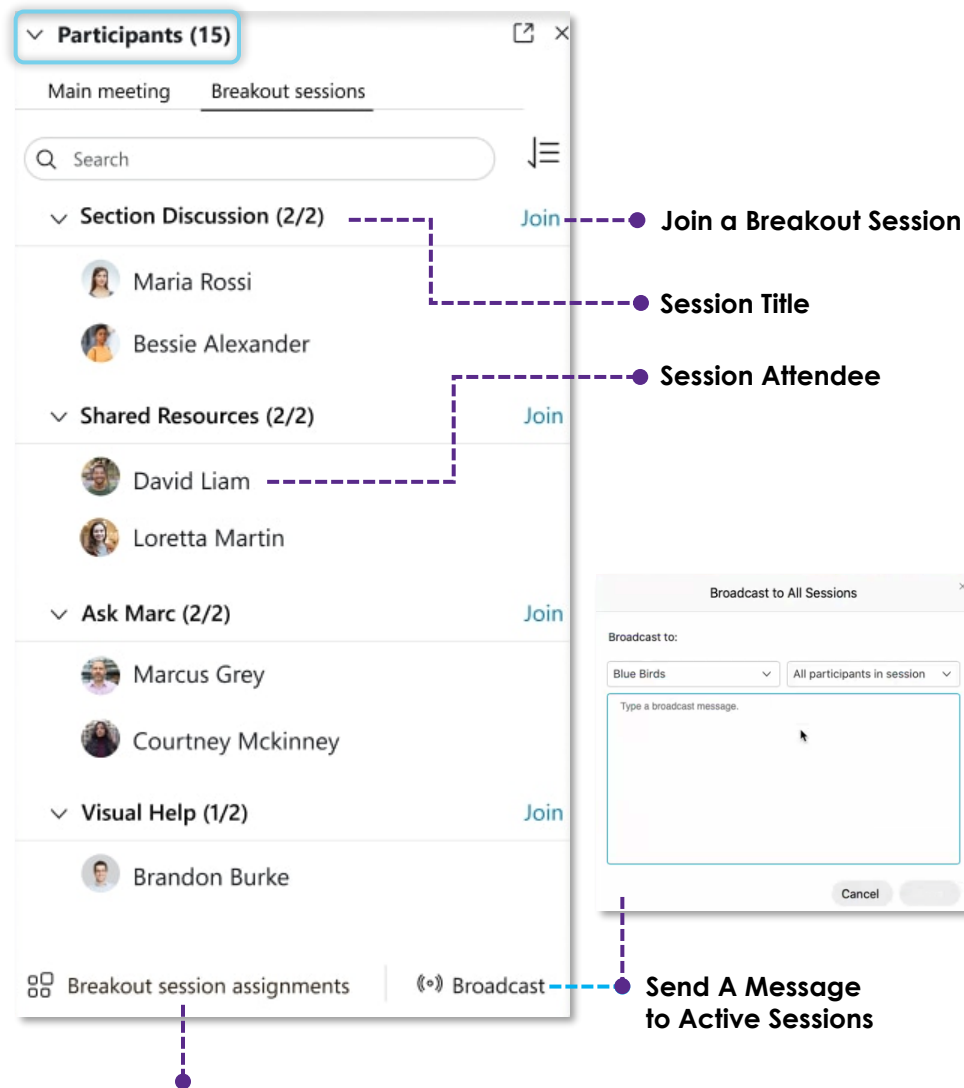 Participants (15)
Main meeting Breakout sessions
Search
Section Discussion (2/2) Join
Join a Breakout Session
Maria Rossi
Session Title
Bessie Alexander
Session Attendee
Shared Resources (2/2) Join
David Liam
Loretta Martin
Ask Marc (2/2) Join
Marcus Grey
Courtney Mckinney
Visual Help (1/2) Join
Brandon Burke
Breakout session assignments Broadcast
Broadcast to All Sessions
Broadcast to:
Blue Birds All participants in session
Type a broadcast message.
Cancel
Send A Message
to Active Sessions